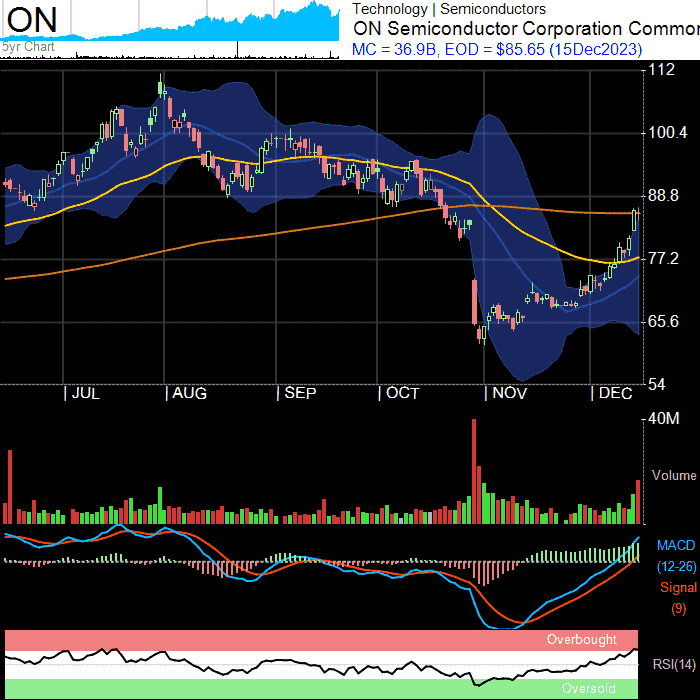 ON
5yr Chart
Technology | Semiconductors
ON Semiconductor Corporation Common
MC = 36.9B, EOD = $85.65 (15Dec2023)
112
100.4
88.8
77.2
65.6
54
| JUL | AUG | SEP | OCT | NOV | DEC
40M
Volume
MACD
(12-26)
Signal
(9)
Overbought
RSI(14)
Oversold